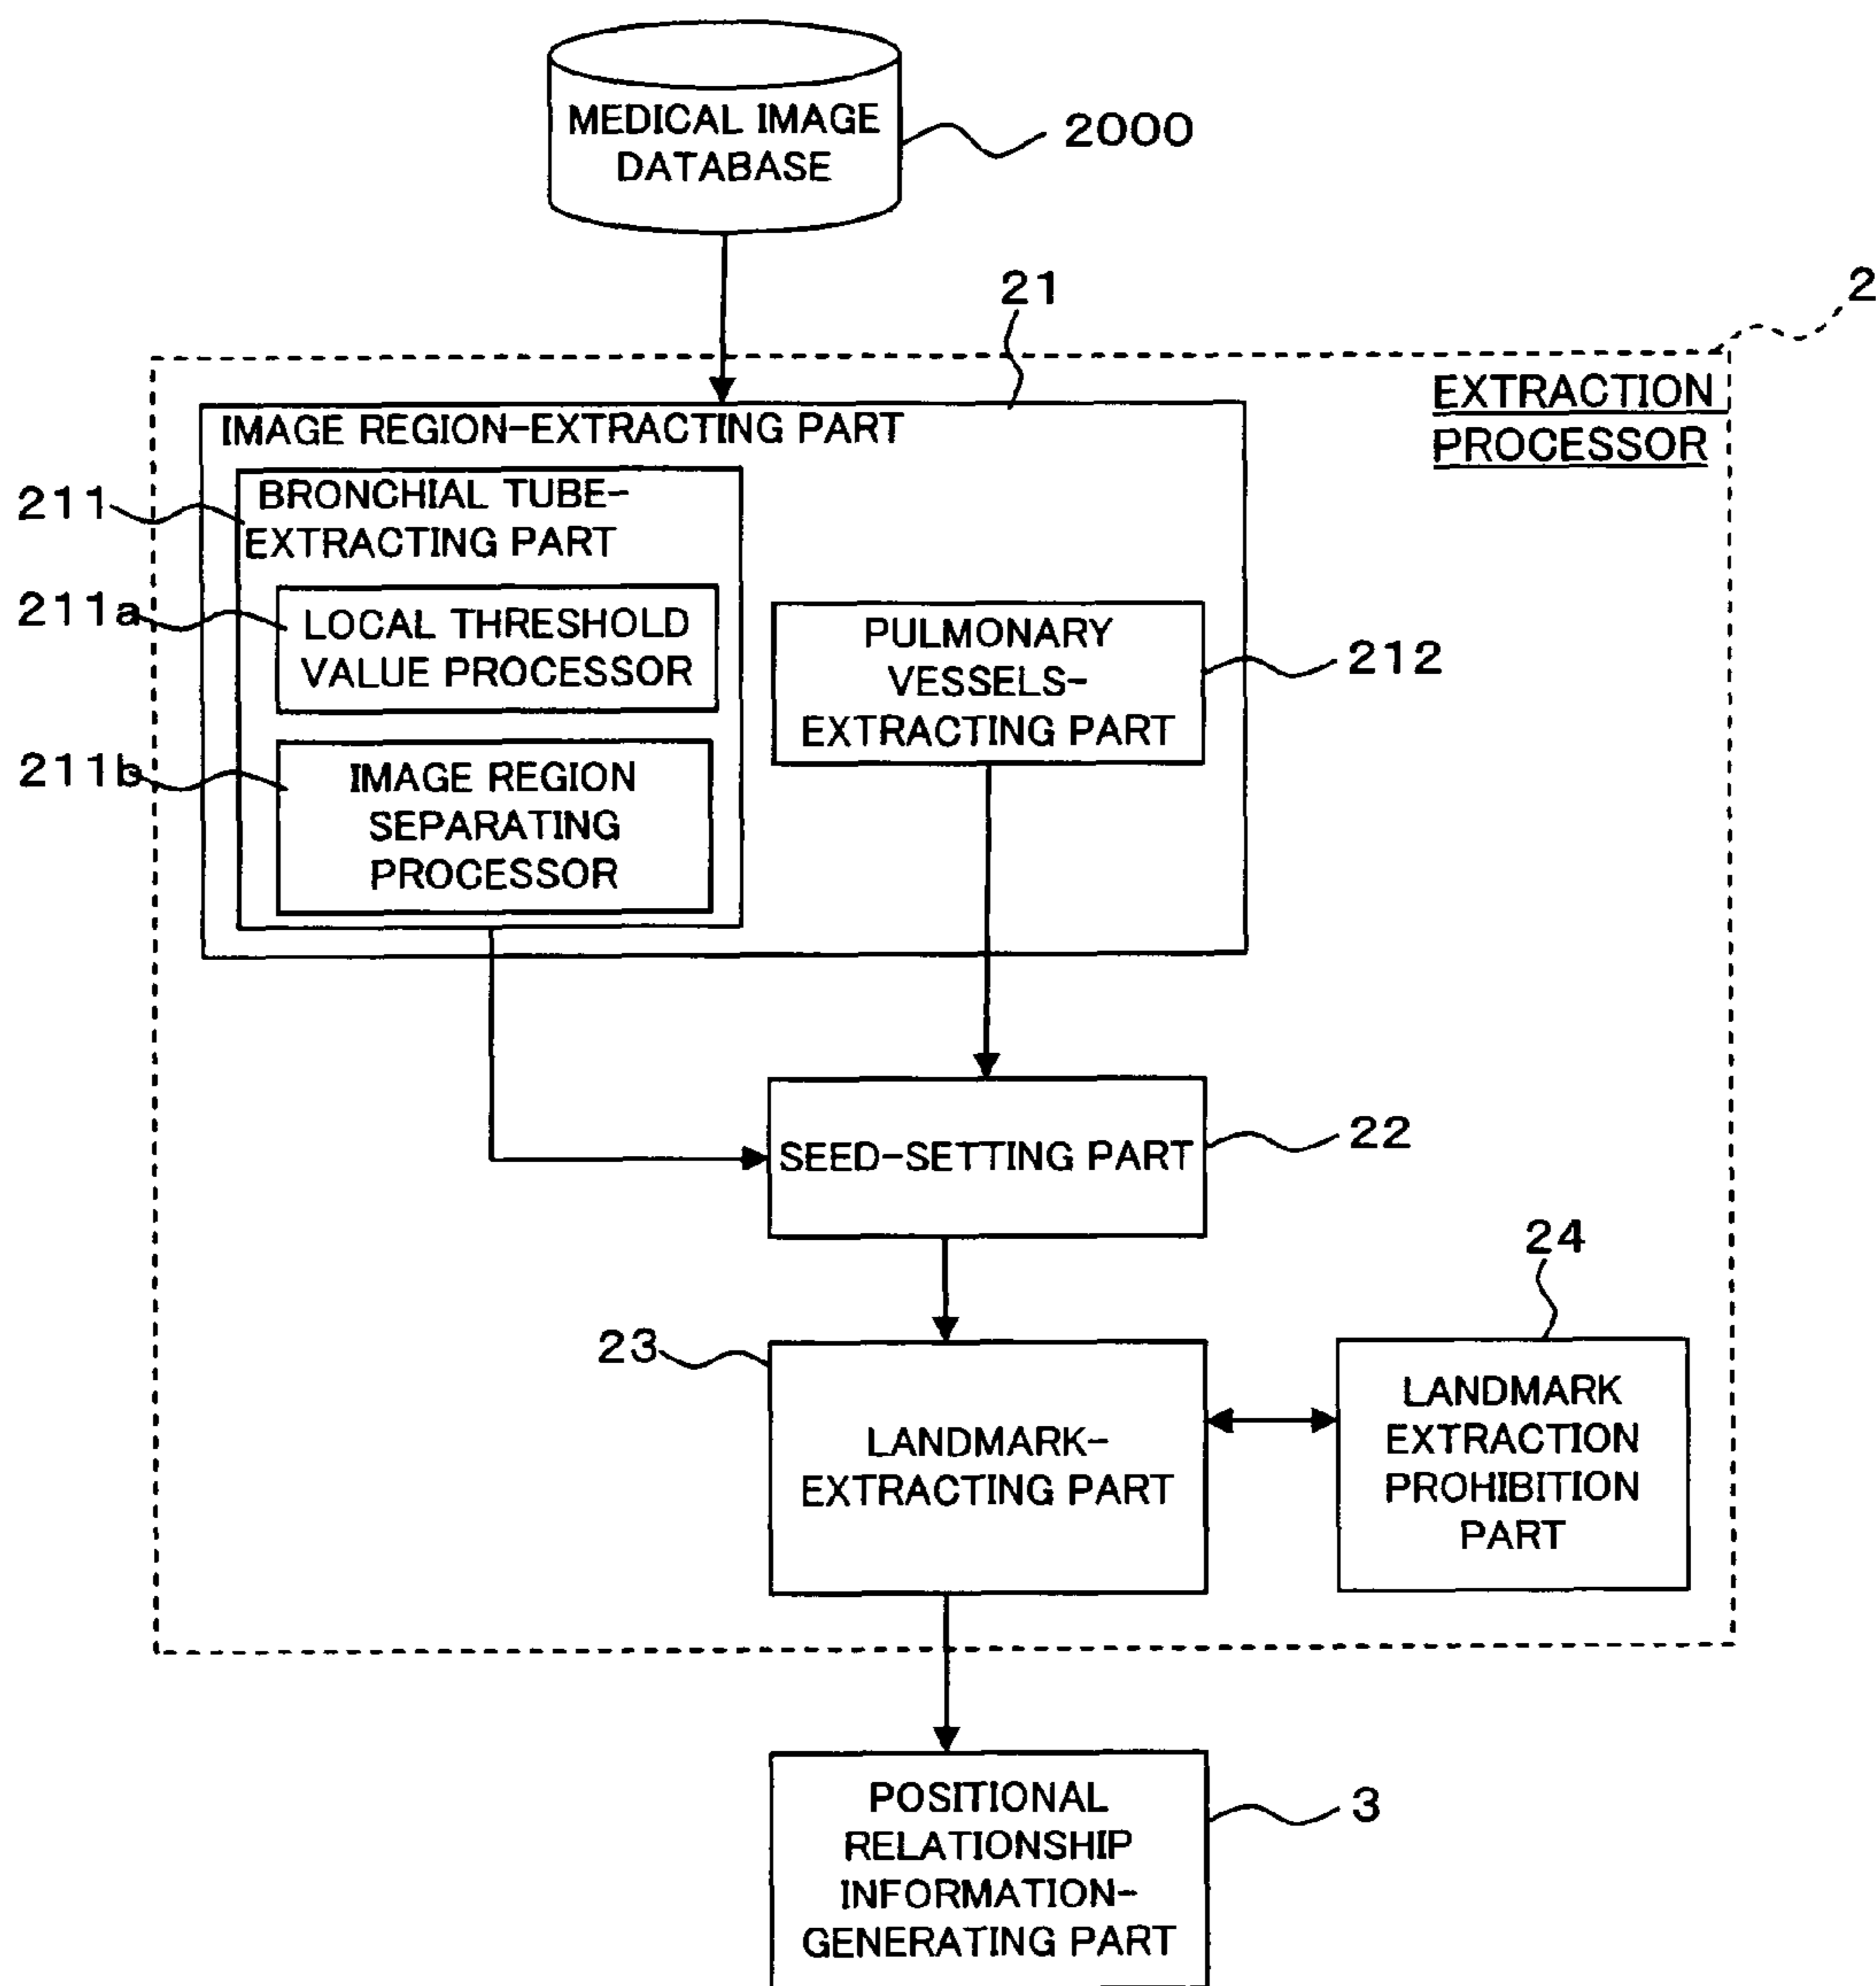 MEDICAL IMAGE
DATABASE
2000
21
2
EXTRACTION
PROCESSOR
IMAGE REGION-EXTRACTING PART
211
BRONCHIAL TUBE-
EXTRACTING PART
211a
LOCAL THRESHOLD
VALUE PROCESSOR
PULMONARY
VESSELS-
EXTRACTING PART
212
211b
IMAGE REGION
SEPARATING
PROCESSOR
SEED-SETTING PART
22
24
23
LANDMARK-
EXTRACTING PART
LANDMARK
EXTRACTION
PROHIBITION
PART
POSITIONAL
RELATIONSHIP
INFORMATION-
GENERATING PART
3